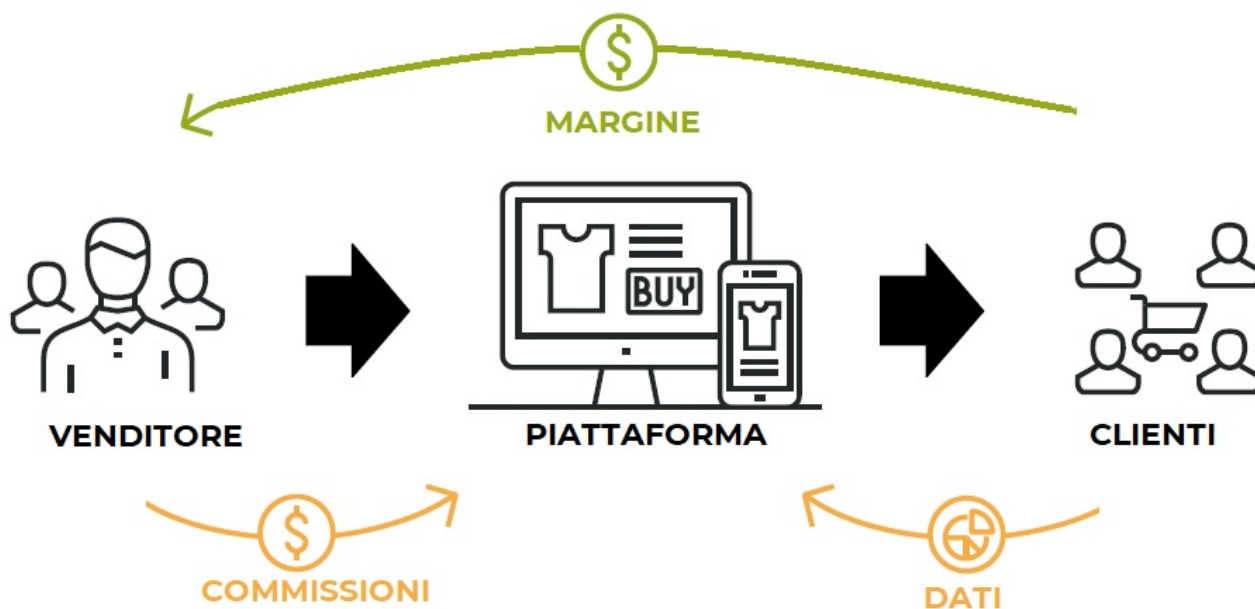 MARGINE
BUY
VENDITORE
PIATTAFORMA
CLIENTI
COMMISSIONI
DATI